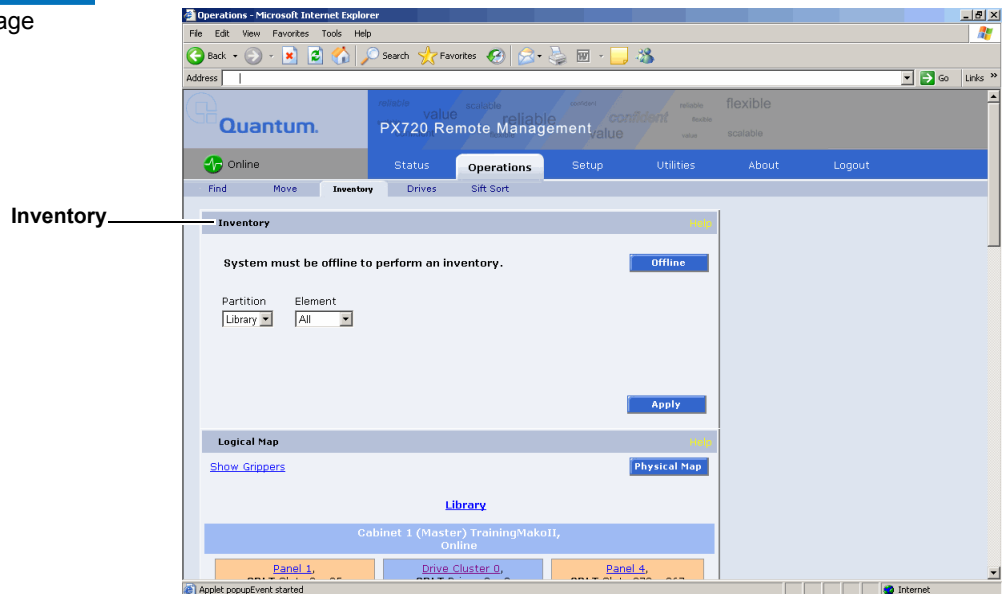 age
Operations - Microsoft Internet Explorer
File Edit View Favorites Tools Help
Back Search Favorites
Address Go Links »
Quantum.
PX720 Remote Management
reliable value scalable reliable confident value reliable flexible value flexible scalable
Online Status Operations Setup Utilities About Logout
Find Move Inventory Drives Sift Sort
Inventory
Inventory Help
System must be offline to perform an inventory. Offline
Partition Element
Library All
Apply
Logical Map Help
Show Grippers Physical Map
Library
Cabinet 1 (Master) TrainingMakoII,
Online
Panel 1, Drive Cluster 0, Panel 4,
Applet popupEvent started Internet